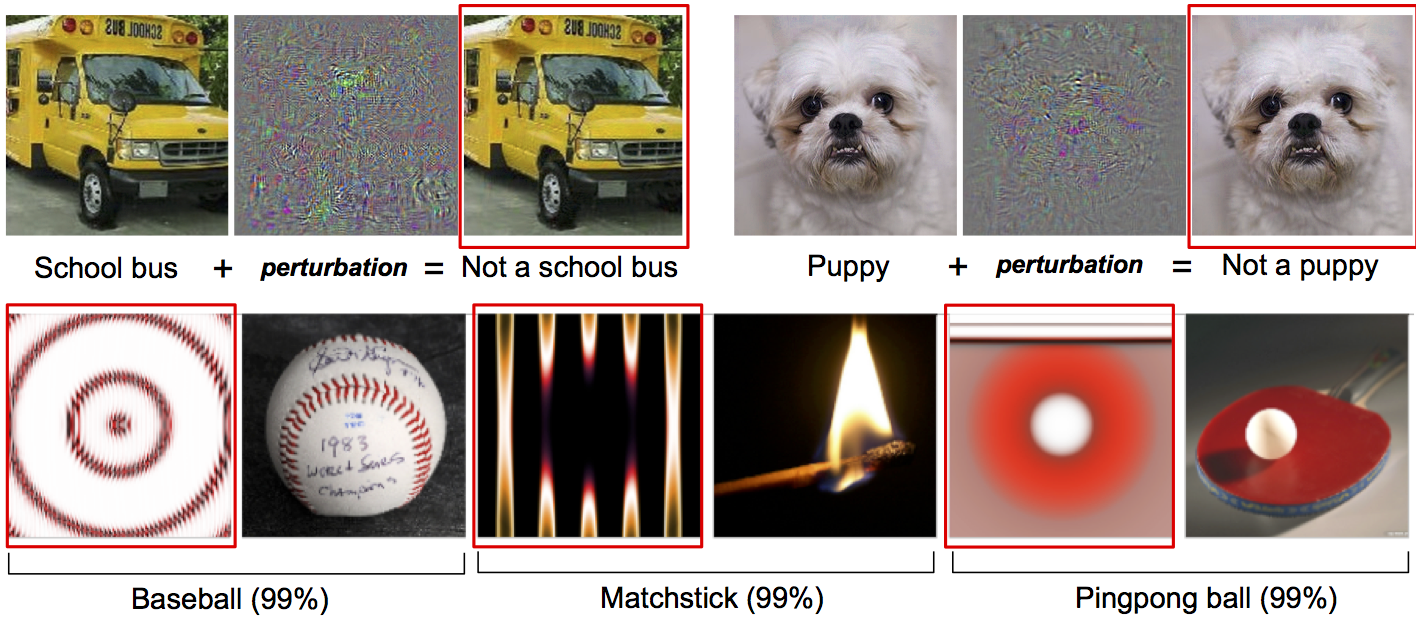 SCHOOL BUS
SCHOOL BUS
School bus + perturbation = Not a school bus
Puppy + perturbation = Not a puppy
1983
WORLD SERIES
CHAMPIONS
Baseball (99%)
Matchstick (99%)
Pingpong ball (99%)